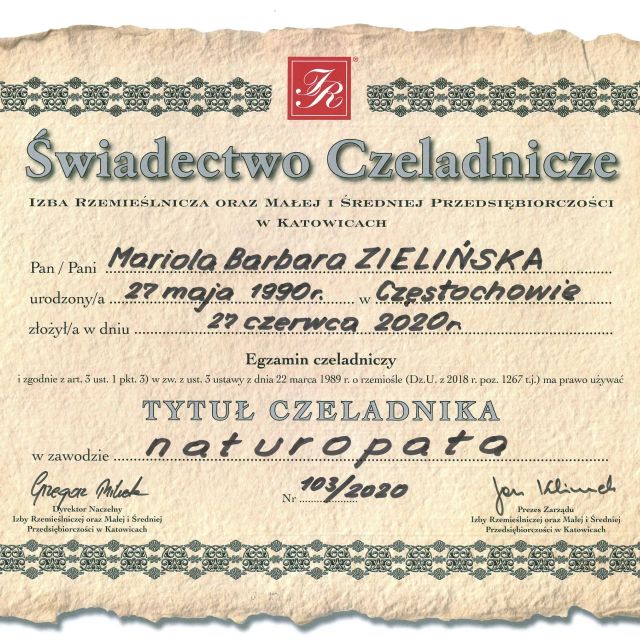 JR
Świadectwo Czeladnicze
Izba Rzemieślnicza oraz Małej i Średniej Przedsiębiorczości
w Katowicach
Pan / Pani Mariola Barbara ZIELIŃSKA
urodzony/a 27 maja 1990r. w Częstochowie
złożył/a w dniu 27 czerwca 2020r.
Egzamin czeladniczy
i zgodnie z art. 3 ust. 1 pkt. 3) w zw. z ust. 3 ustawy z dnia 22 marca 1989 r. o rzemiośle (Dz.U. z 2018 r. poz. 1267 t.j.) ma prawo używać
TYTUŁ CZELADNIKA
w zawodzie naturopata
Nr 103/2020
Dyrektor Naczelny
Izby Rzemieślniczej oraz Małej i Średniej
Przedsiębiorczości w Katowicach
Prezes Zarządu
Izby Rzemieślniczej oraz Małej i Średniej
Przedsiębiorczości w Katowicach